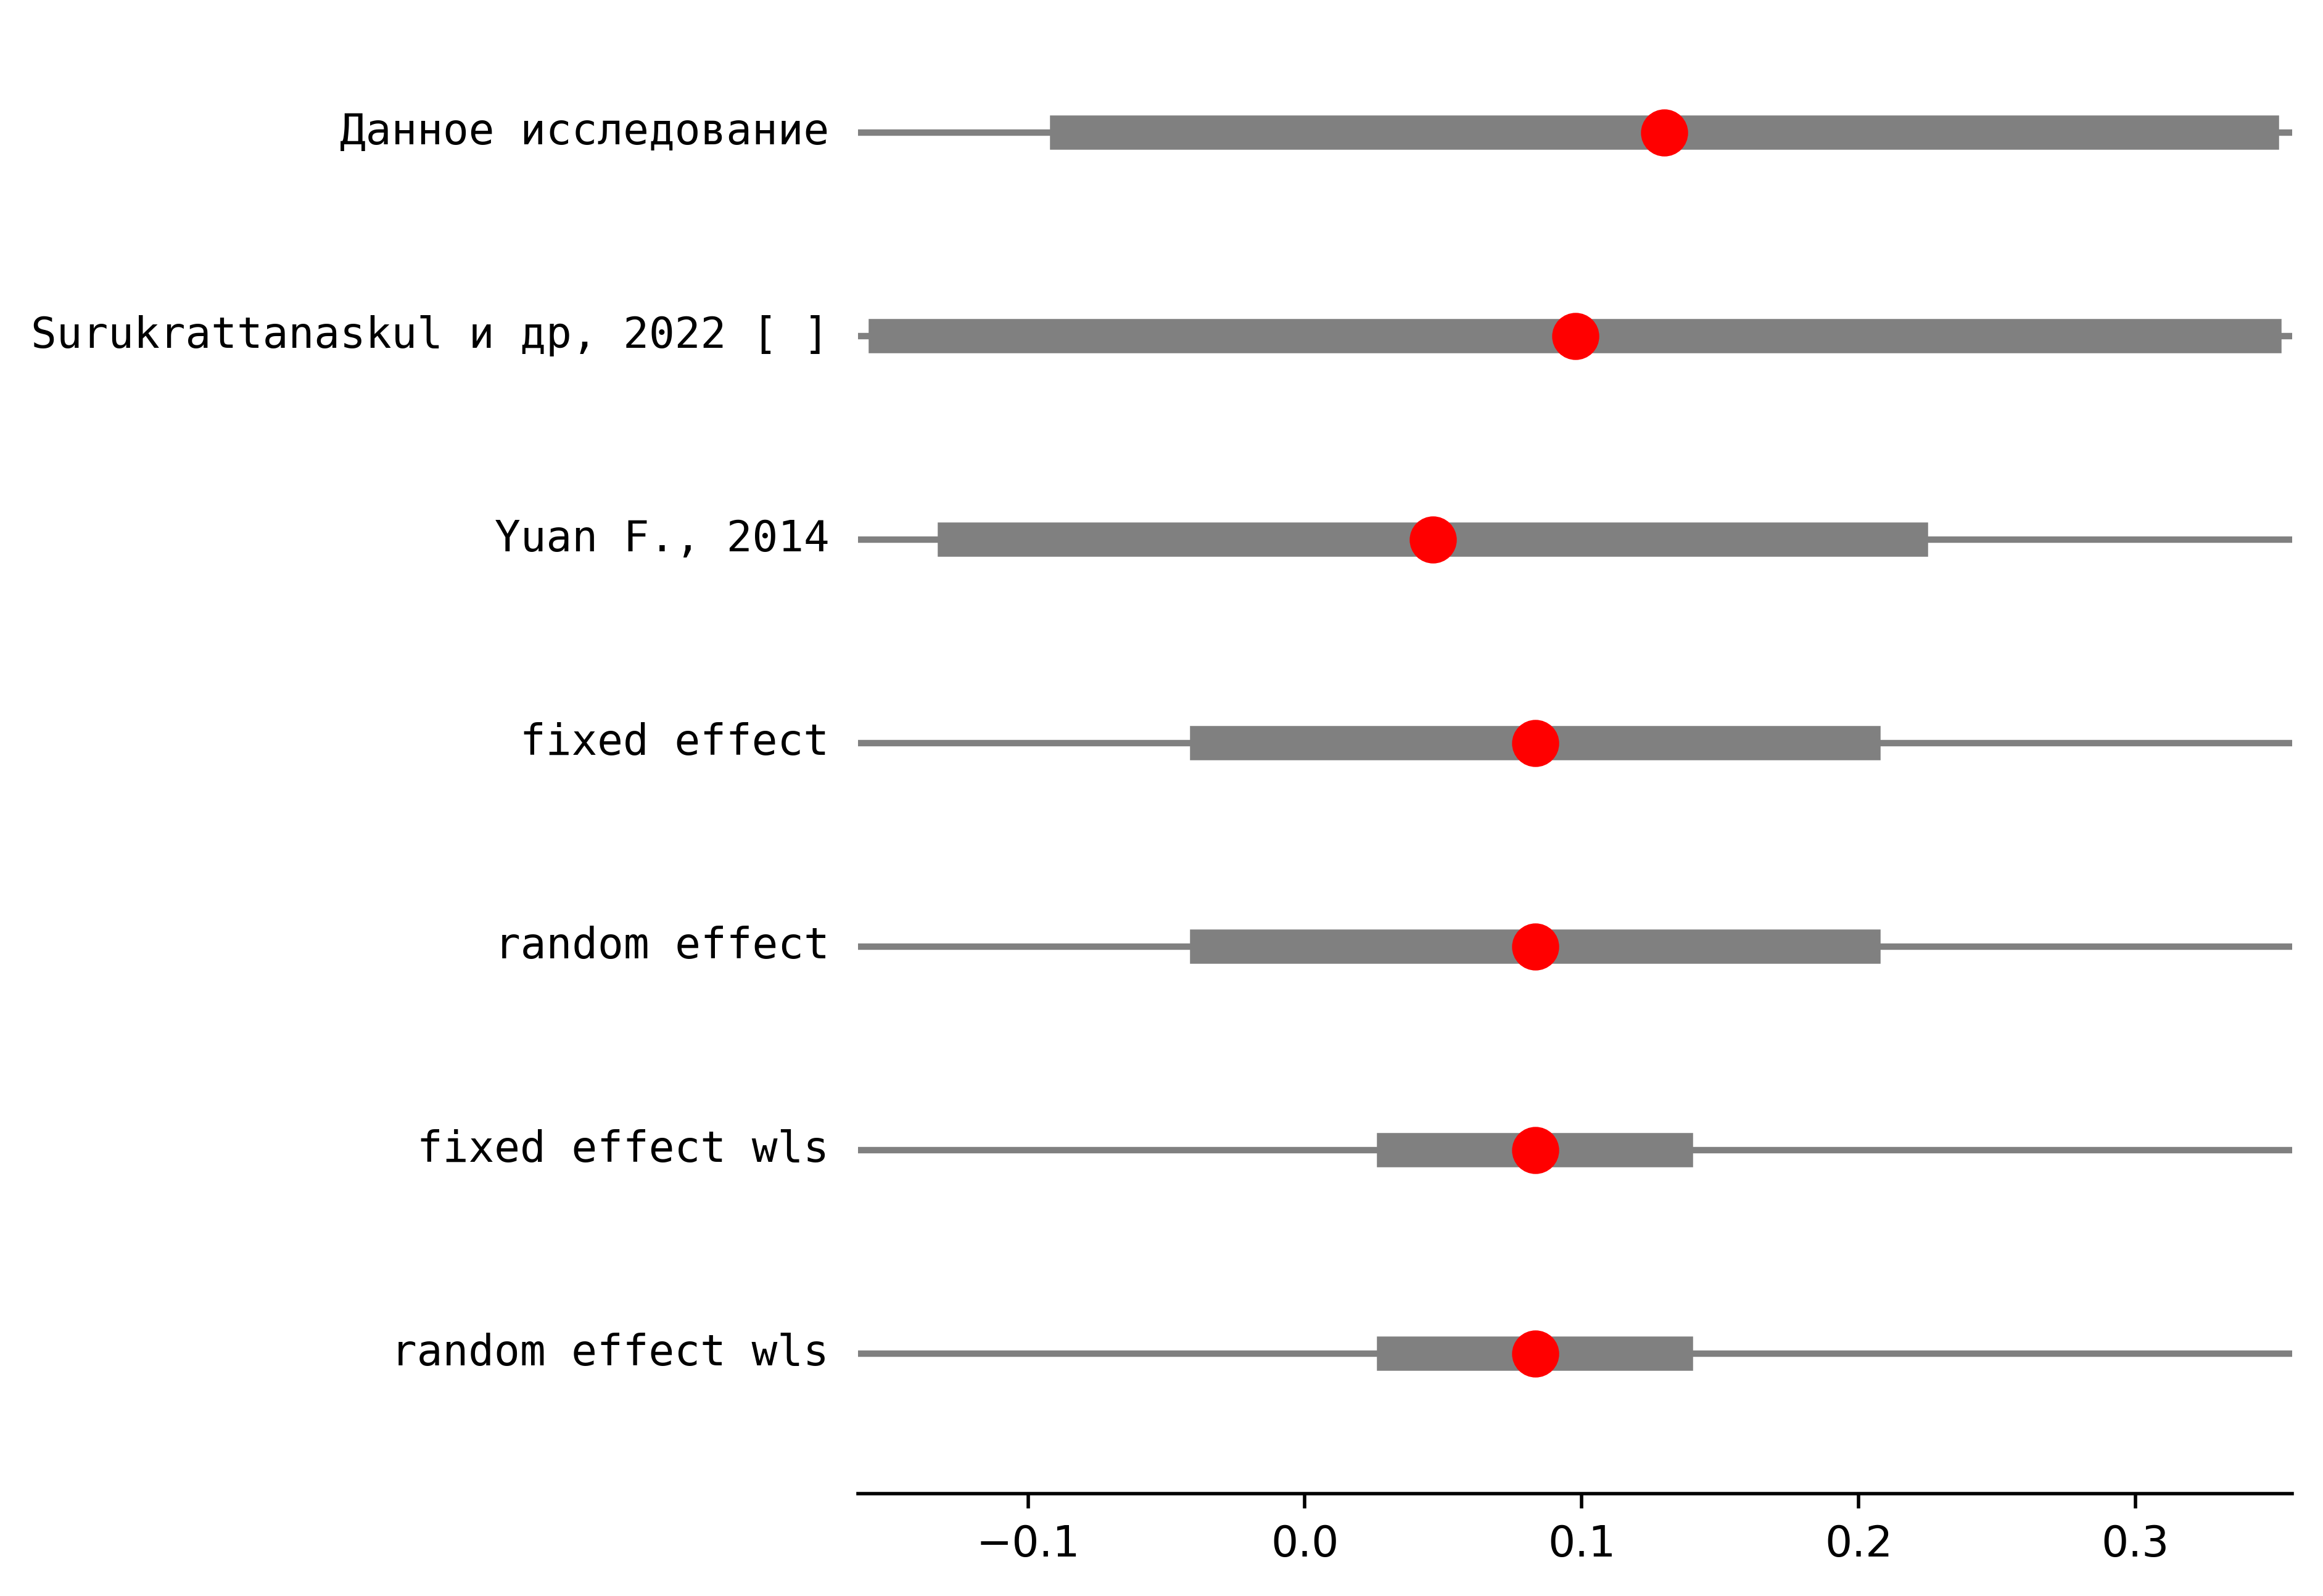 Данное исследование
Surukrattanaskul и др, 2022 [ ]
Yuan F., 2014
fixed effect
random effect
fixed effect wls
random effect wls
−0.1 0.0 0.1 0.2 0.3